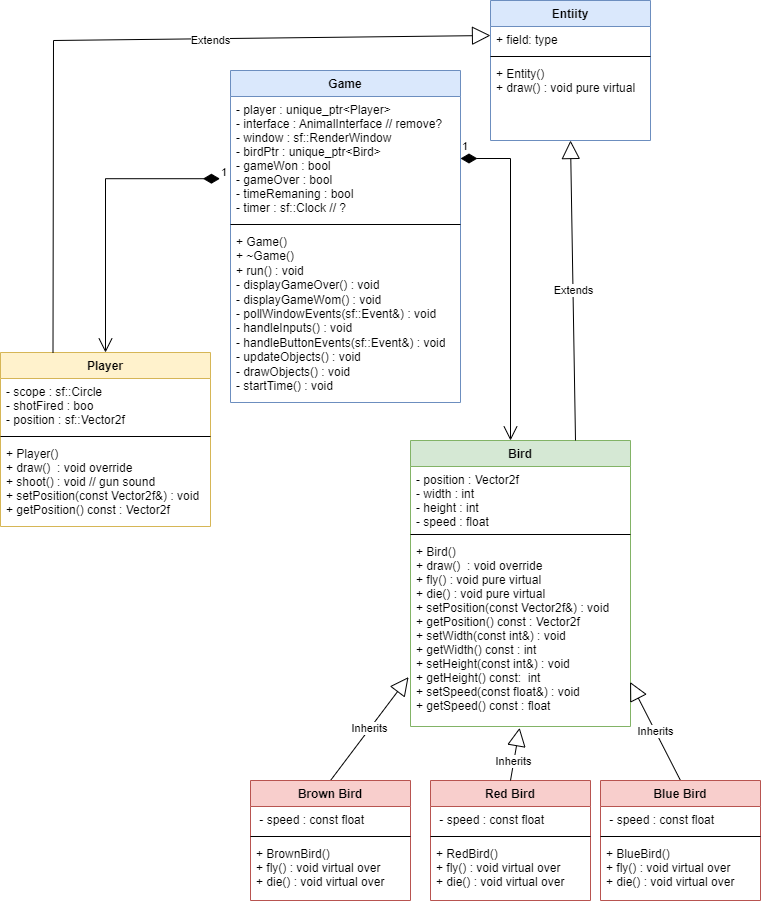 Entiity
+ field: type
+ Entity()
+ draw() : void pure virtual
Extends
Game
- player : unique_ptr<Player>
- interface : AnimalInterface // remove?
- window : sf::RenderWindow
- birdPtr : unique_ptr<Bird>
- gameWon : bool
- gameOver : bool
- timeRemaning : bool
- timer : sf::Clock // ?
+ Game()
+ ~Game()
+ run() : void
- displayGameOver() : void
- displayGameWom() : void
- pollWindowEvents(sf::Event&) : void
- handleInputs() : void
- handleButtonEvents(sf::Event&) : void
- updateObjects() : void
- drawObjects() : void
- startTime() : void
1
1
Extends
Player
- scope : sf::Circle
- shotFired : boo
- position : sf::Vector2f
+ Player()
+ draw()  : void override
+ shoot() : void // gun sound
+ setPosition(const Vector2f&) : void
+ getPosition() const : Vector2f
Bird
- position : Vector2f
- width : int
- height : int
- speed : float
+ Bird()
+ draw()  : void override
+ fly() : void pure virtual
+ die() : void pure virtual
+ setPosition(const Vector2f&) : void
+ getPosition() const : Vector2f
+ setWidth(const int&) : void
+ getWidth() const : int
+ setHeight(const int&) : void
+ getHeight() const:  int
+ setSpeed(const float&) : void
+ getSpeed() const : float
Inherits
Inherits
Inherits
Brown Bird
- speed : const float
+ BrownBird()
+ fly() : void virtual over
+ die() : void virtual over
Red Bird
- speed : const float
+ RedBird()
+ fly() : void virtual over
+ die() : void virtual over
Blue Bird
- speed : const float
+ BlueBird()
+ fly() : void virtual over
+ die() : void virtual over